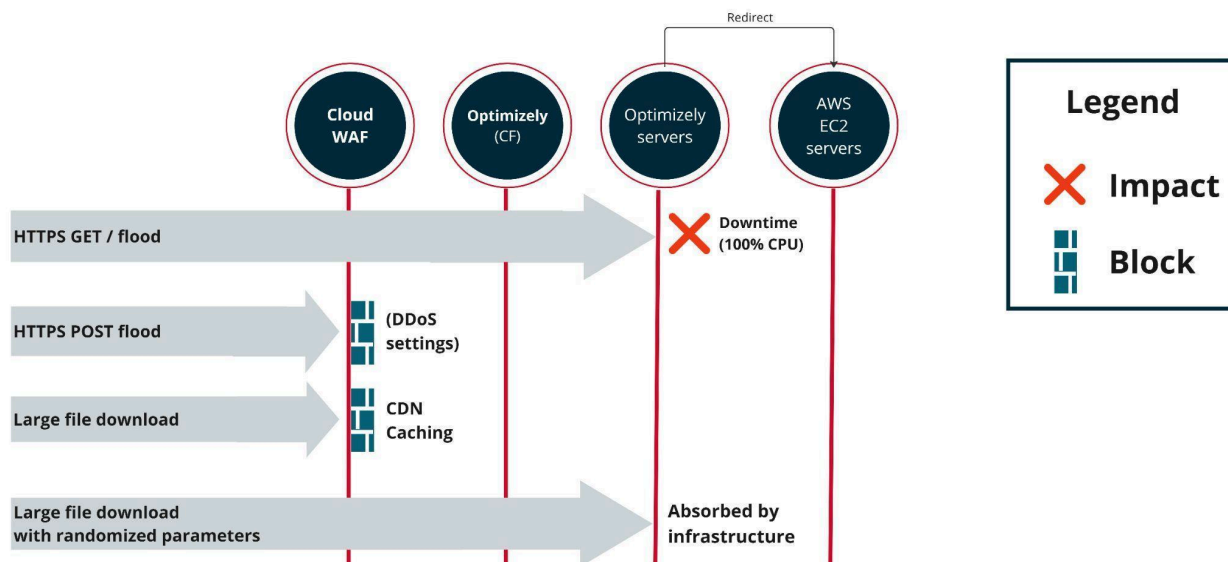 Redirect
Cloud
WAF
Optimizely
(CF)
Optimizely
servers
AWS
EC2
servers
Legend
Impact
Block
HTTPS GET / flood
Downtime
(100% CPU)
HTTPS POST flood
(DDoS
settings)
Large file download
CDN
Caching
Large file download
with randomized parameters
Absorbed by
infrastructure